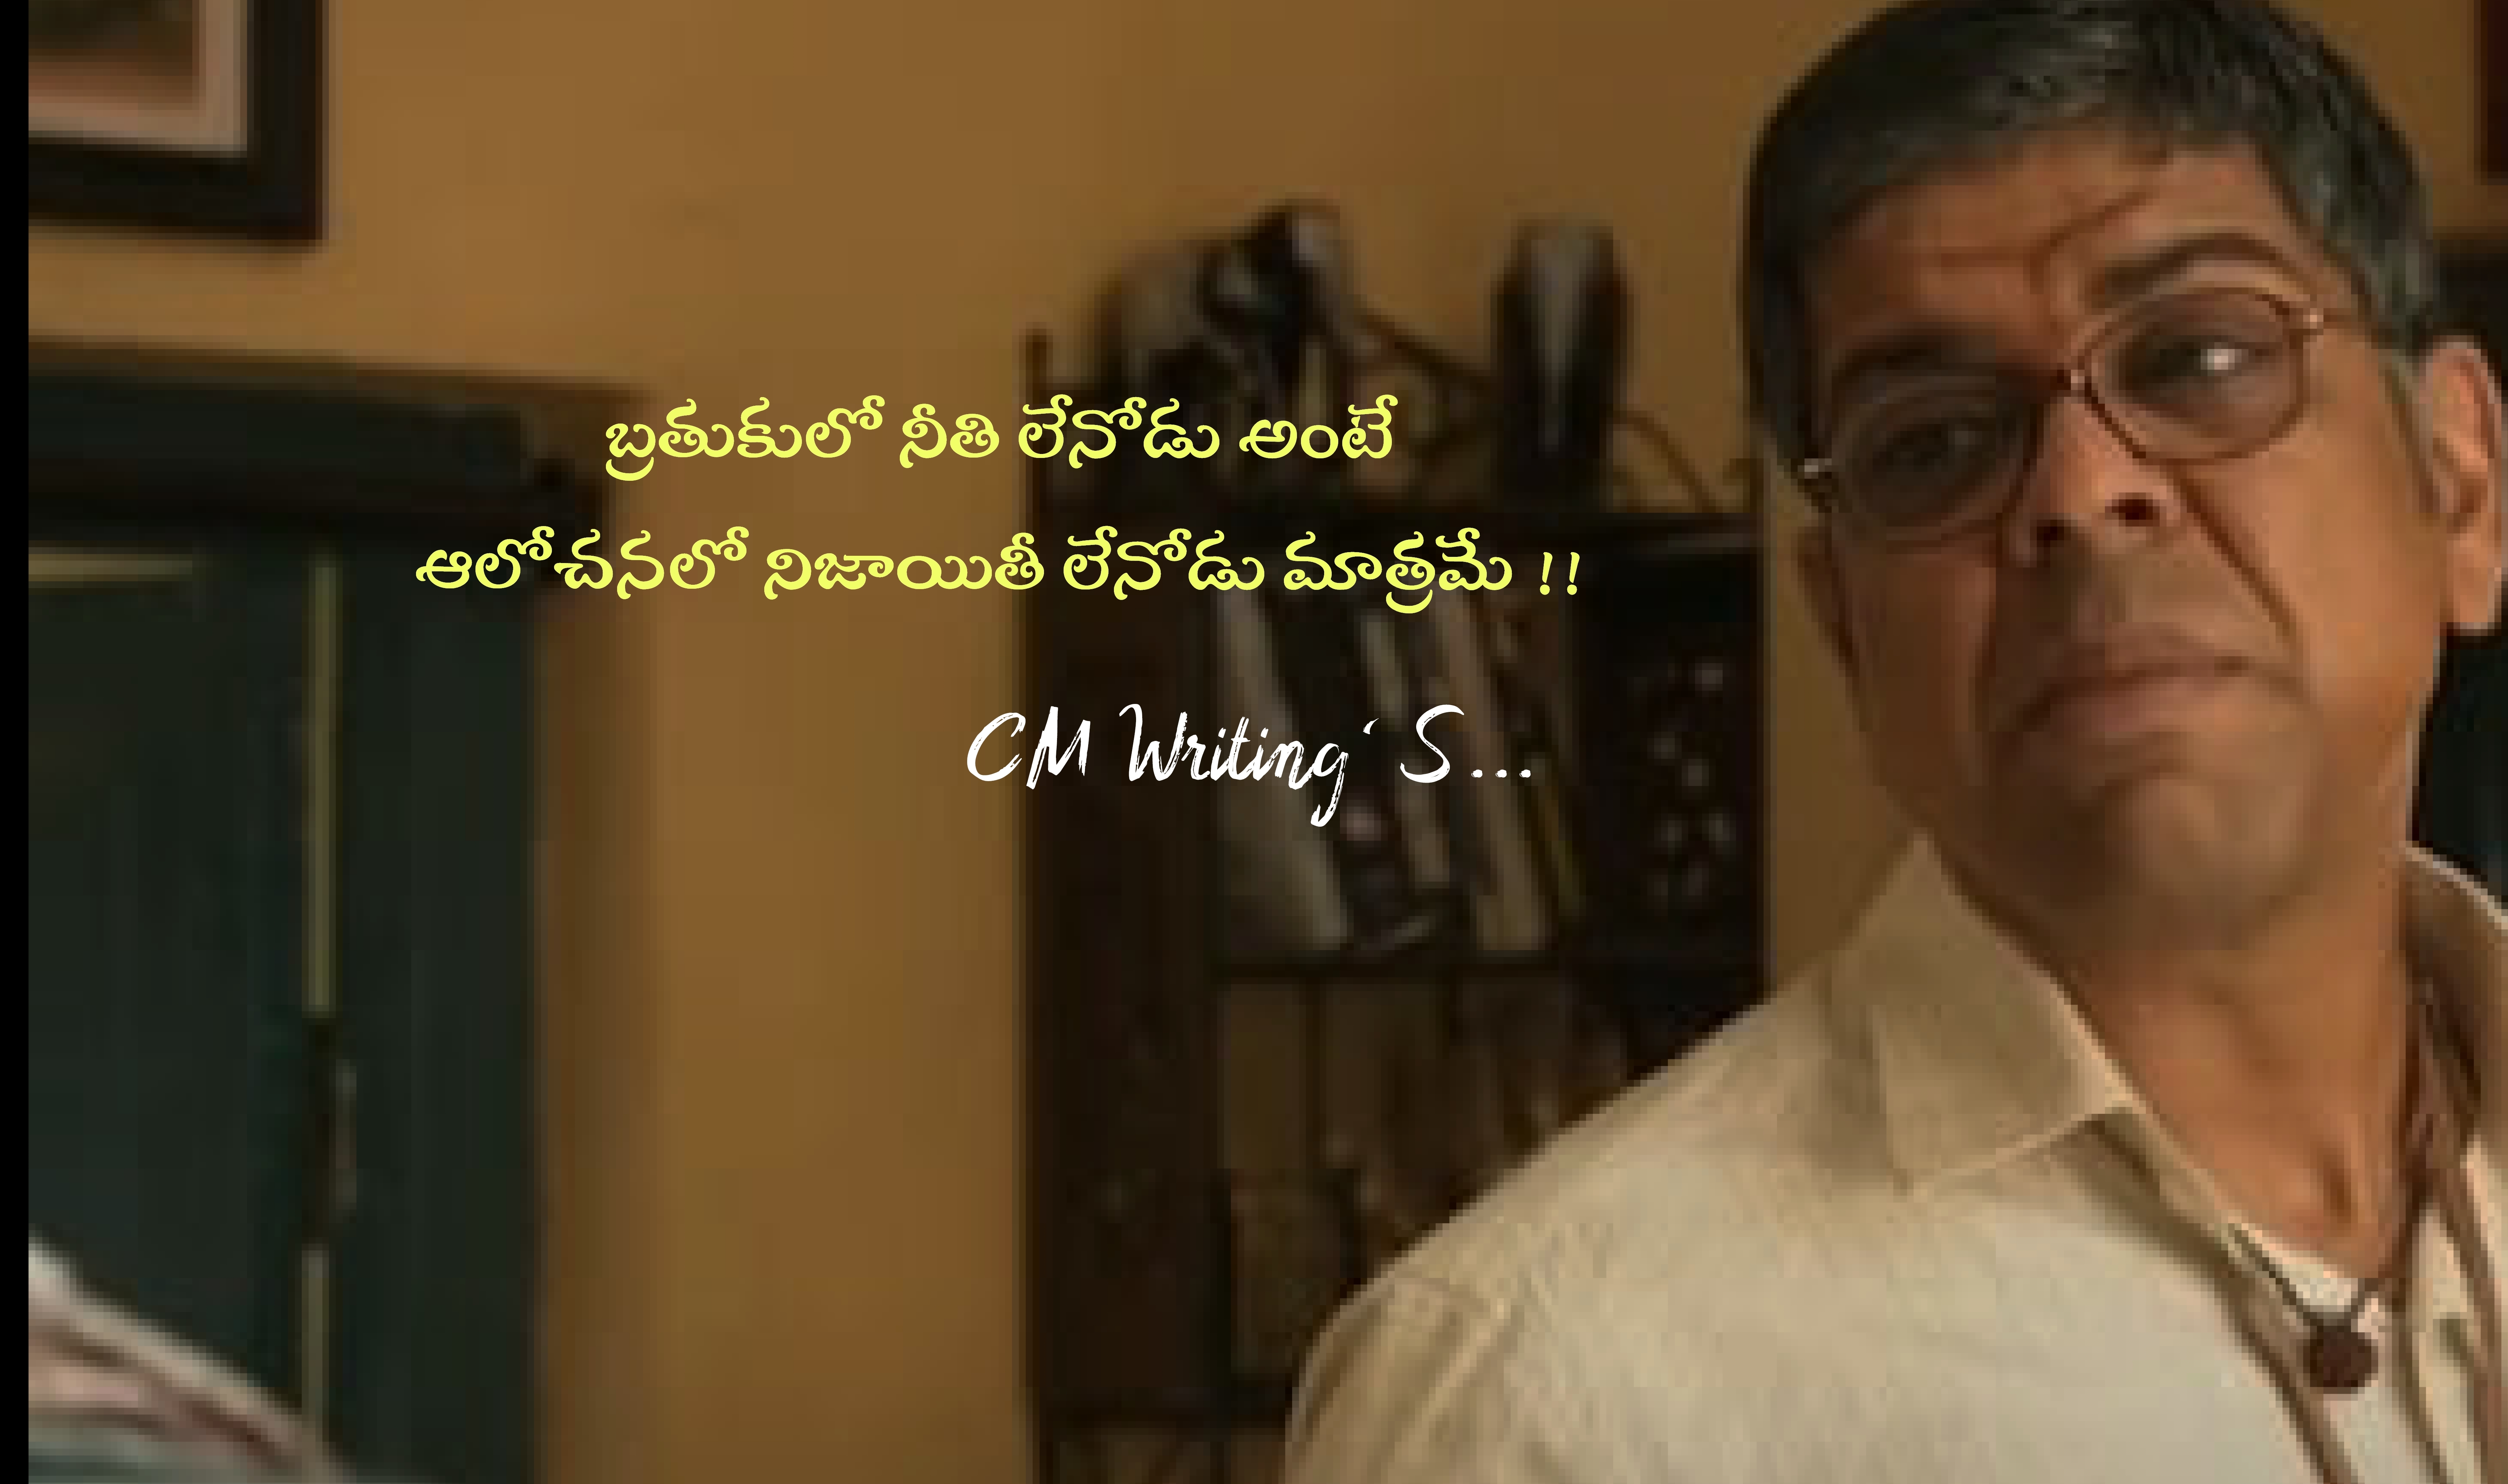 బ్రతుకులో నీతి లేనోడు అంటే
ఆలోచనలో నిజాయితీ లేనోడు మాత్రమే !!
CM Writing‘ S...